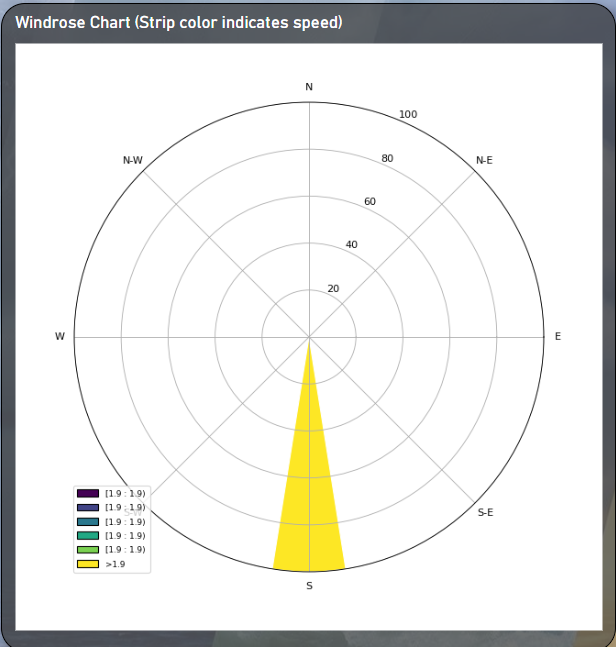 Windrose Chart (Strip color indicates speed)
N
100
N-W
80
N-E
60
40
20
W
E
[1.9 : 1.9)
[1.9 : 1.9)
S-W
S-E
[1.9 : 1.9)
[1.9 : 1.9)
[1.9 : 1.9)
>1.9
S